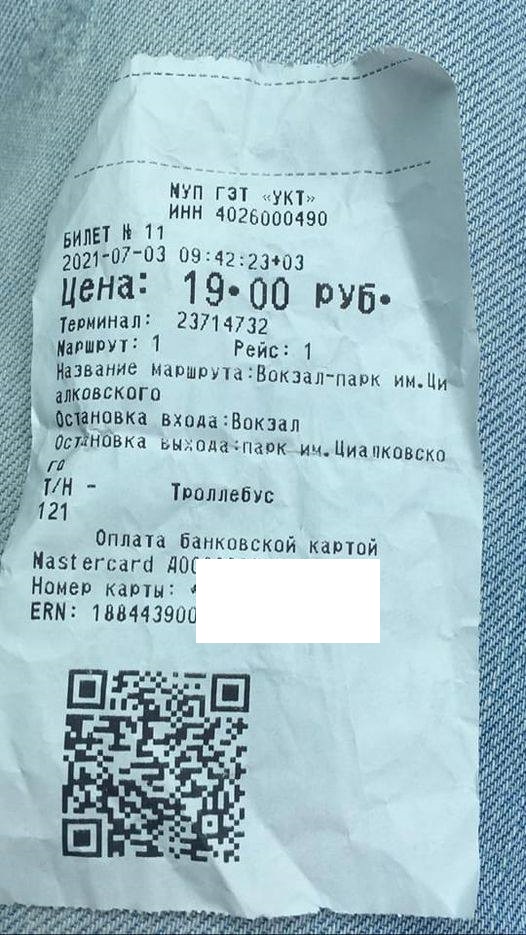 МУП ГЭТ «УКТ»
ИНН 4026000490
БИЛЕТ № 11
2021-07-03 09:42:23+03
Цена: 19.00 руб.
Терминал: 23714732
Маршрут: 1 Рейс: 1
Название маршрута:Вокзал-парк им.Ци
алковского
Остановка входа:Вокзал
Остановка выхода:парк им.Циалковско
го
Т/Н - Троллебус
121
Оплата банковской картой
Mastercard
Номер карты:
ERN: 188443900